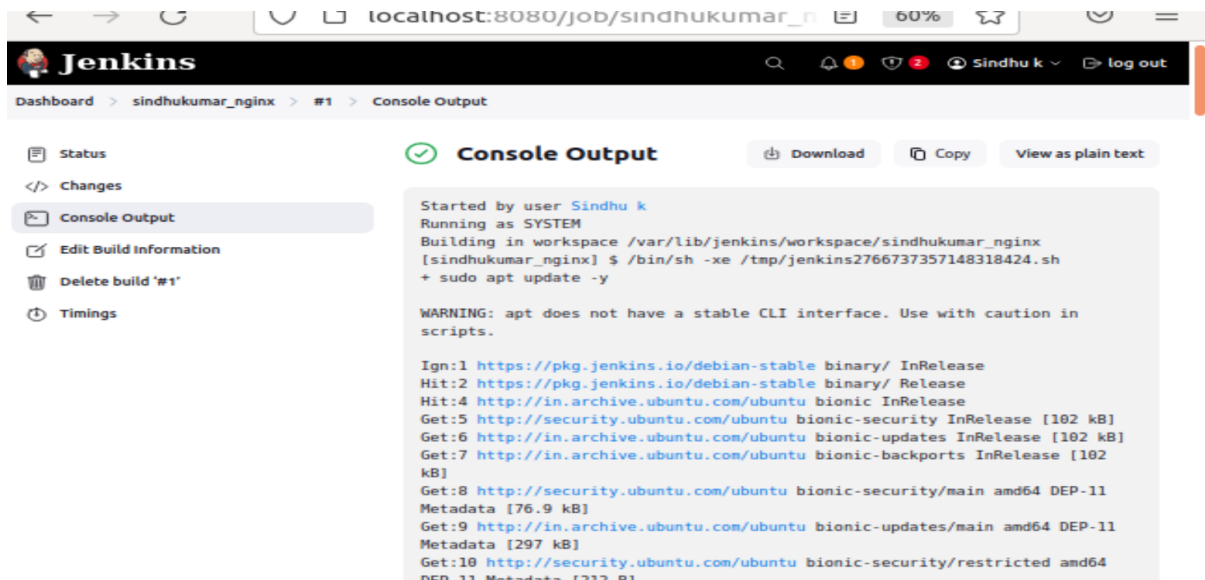 localhost:8080/job/sindhukumar_n 60%
Jenkins
1 2 Sindhu k log out
Dashboard > sindhukumar_nginx > #1 > Console Output
Status
Changes
Console Output
Edit Build Information
Delete build ‘#1’
Timings
Console Output
Download Copy View as plain text
Started by user Sindhu k
Running as SYSTEM
Building in workspace /var/lib/jenkins/workspace/sindhukumar_nginx
[sindhukumar_nginx] $ /bin/sh -xe /tmp/jenkins2766737357148318424.sh
+ sudo apt update -y
WARNING: apt does not have a stable CLI interface. Use with caution in
scripts.
Ign:1 https://pkg.jenkins.io/debian-stable binary/ InRelease
Hit:2 https://pkg.jenkins.io/debian-stable binary/ Release
Hit:4 http://in.archive.ubuntu.com/ubuntu bionic InRelease
Get:5 http://security.ubuntu.com/ubuntu bionic-security InRelease [102 kB]
Get:6 http://in.archive.ubuntu.com/ubuntu bionic-updates InRelease [102 kB]
Get:7 http://in.archive.ubuntu.com/ubuntu bionic-backports InRelease [102
kB]
Get:8 http://security.ubuntu.com/ubuntu bionic-security/main amd64 DEP-11
Metadata [76.9 kB]
Get:9 http://in.archive.ubuntu.com/ubuntu bionic-updates/main amd64 DEP-11
Metadata [297 kB]
Get:10 http://security.ubuntu.com/ubuntu bionic-security/restricted amd64
DEP-11 Metadata [212 B]